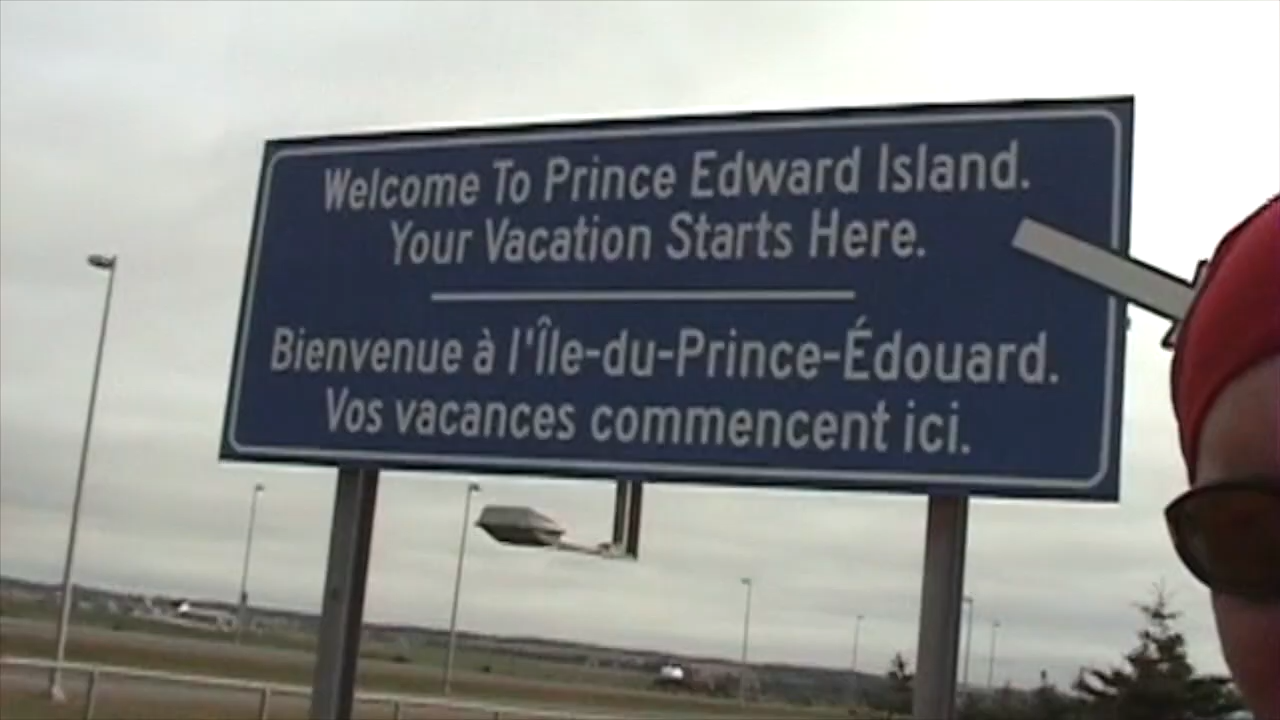 Welcome To Prince Edward Island.
Your Vacation Starts Here.
Bienvenue à l'Île-du-Prince-Édouard.
Vos vacances commencent ici.